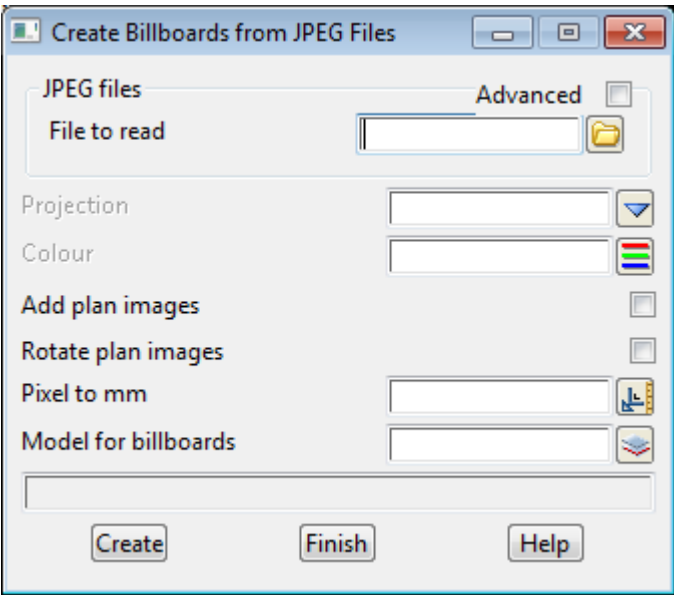 Create Billboards from JPEG Files
JPEG files
Advanced
File to read
Projection
Colour
Add plan images
Rotate plan images
Pixel to mm
Model for billboards
Create Finish Help